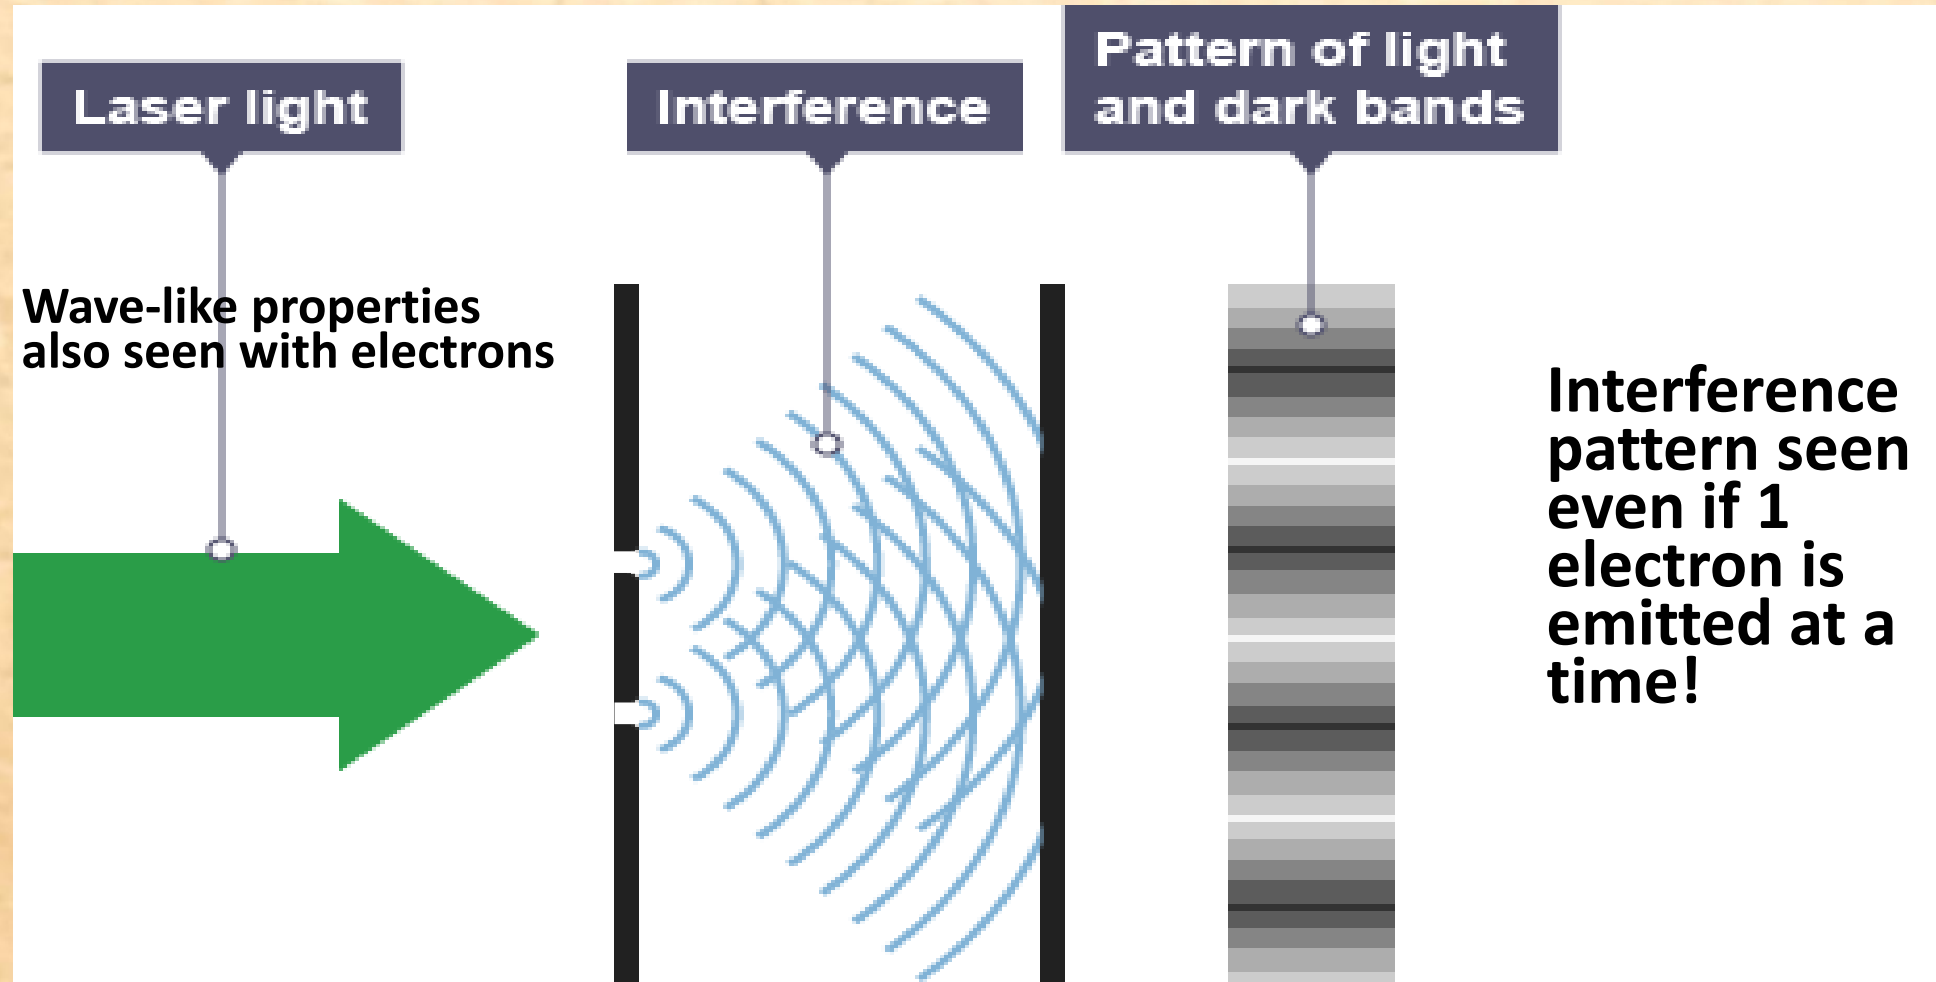 Laser light
Interference
Pattern of light
and dark bands
Wave-like properties
also seen with electrons
Interference
pattern seen
even if 1
electron is
emitted at a
time!